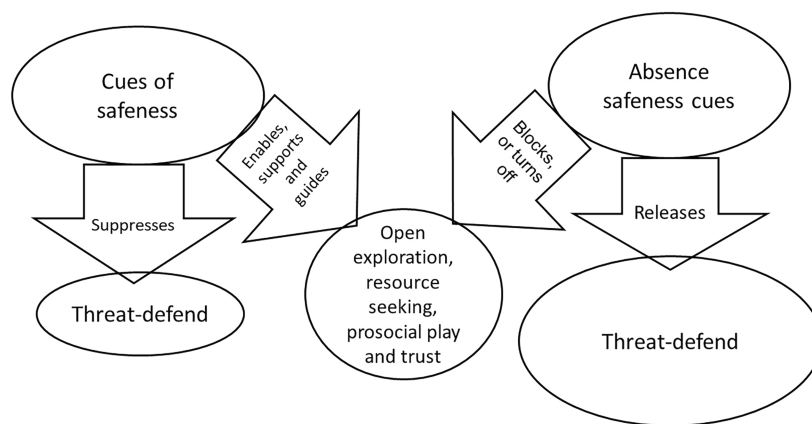 Cues of
safeness
Absence
safeness cues
Enables,
supports
and
guides
Blocks,
or turns
off
Suppresses
Releases
Open
exploration,
resource
seeking,
prosocial play
and trust
Threat-defend
Threat-defend